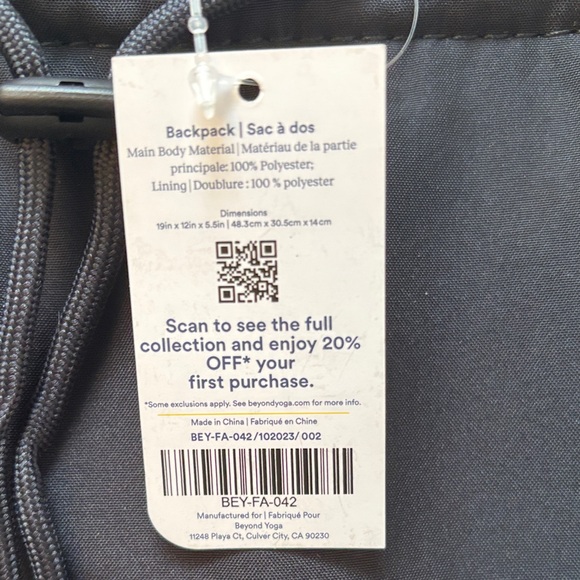 Backpack | Sac à dos
Main Body Material | Matériau de la partie
principale: 100% Polyester;
Lining | Doublure : 100 % polyester
Dimensions
19in x 12in x 5.5in | 48.3cm x 30.5cm x 14cm
Scan to see the full
collection and enjoy 20%
OFF* your
first purchase.
*Some exclusions apply. See beyondyoga.com for more info.
Made in China | Fabriqué en Chine
BEY-FA-042 /102023/ 002
BEY-FA-042
Manufactured for | Fabriqué Pour
Beyond Yoga
11248 Playa Ct, Culver City, CA 90230